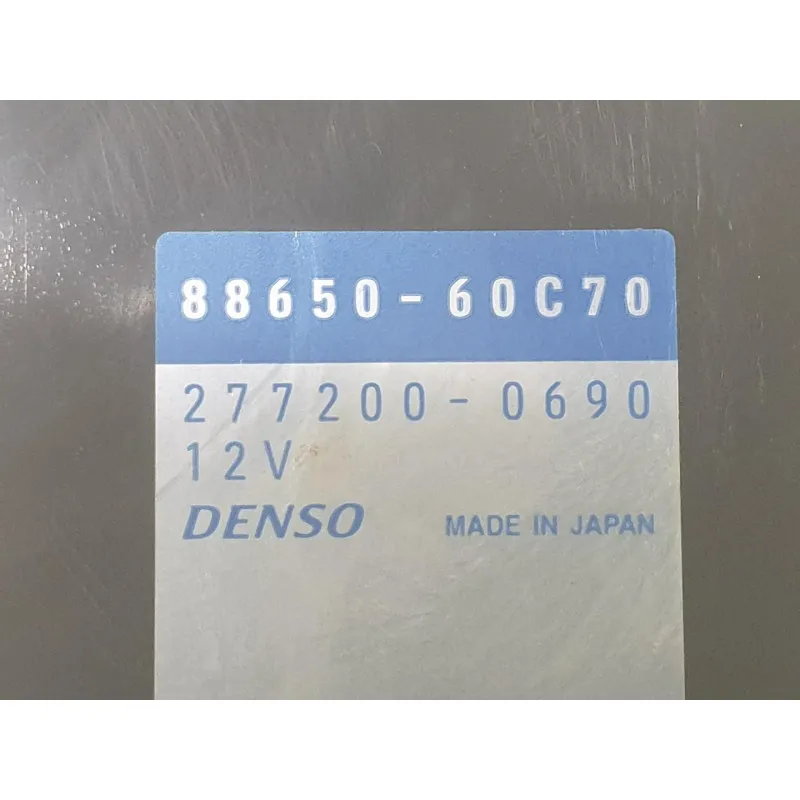 88650-60C70
277200-0690
12V
DENSO MADE IN JAPAN